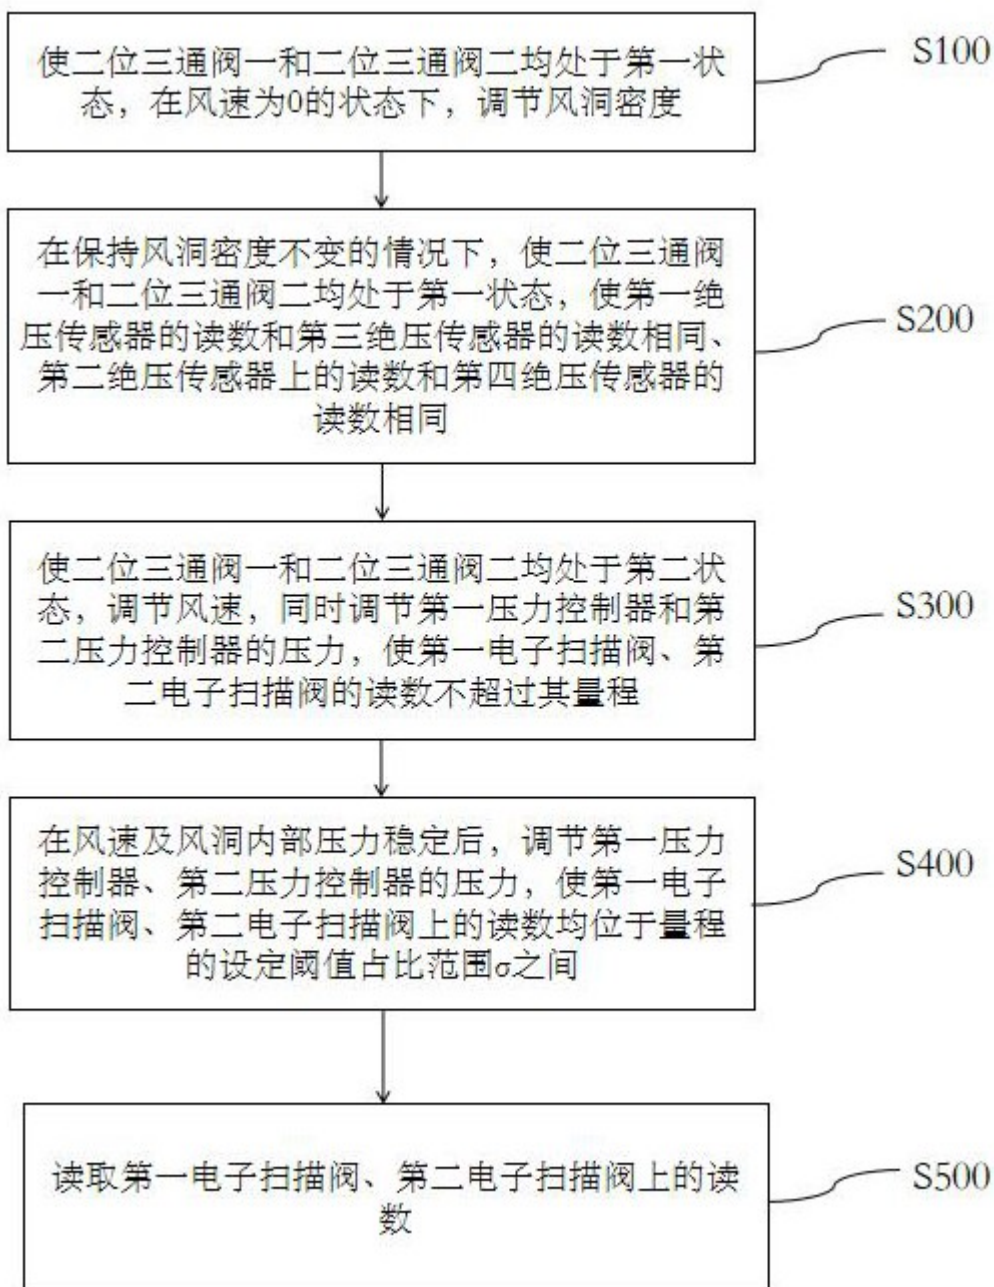 使二位三通阀一和二位三通阀二均处于第一状
态，在风速为0的状态下，调节风洞密度
S100
在保持风洞密度不变的情况下，使二位三通阀
一和二位三通阀二均处于第一状态，使第一绝
压传感器的读数和第三绝压传感器的读数相同、
第二绝压传感器上的读数和第四绝压传感器的
读数相同
S200
使二位三通阀一和二位三通阀二均处于第二状
态，调节风速，同时调节第一压力控制器和第
二压力控制器的压力，使第一电子扫描阀、第
二电子扫描阀的读数不超过其量程
S300
在风速及风洞内部压力稳定后，调节第一压力
控制器、第二压力控制器的压力，使第一电子
扫描阀、第二电子扫描阀上的读数均位于量程
的设定阈值占比范围σ之间
S400
读取第一电子扫描阀、第二电子扫描阀上的读
数
S500